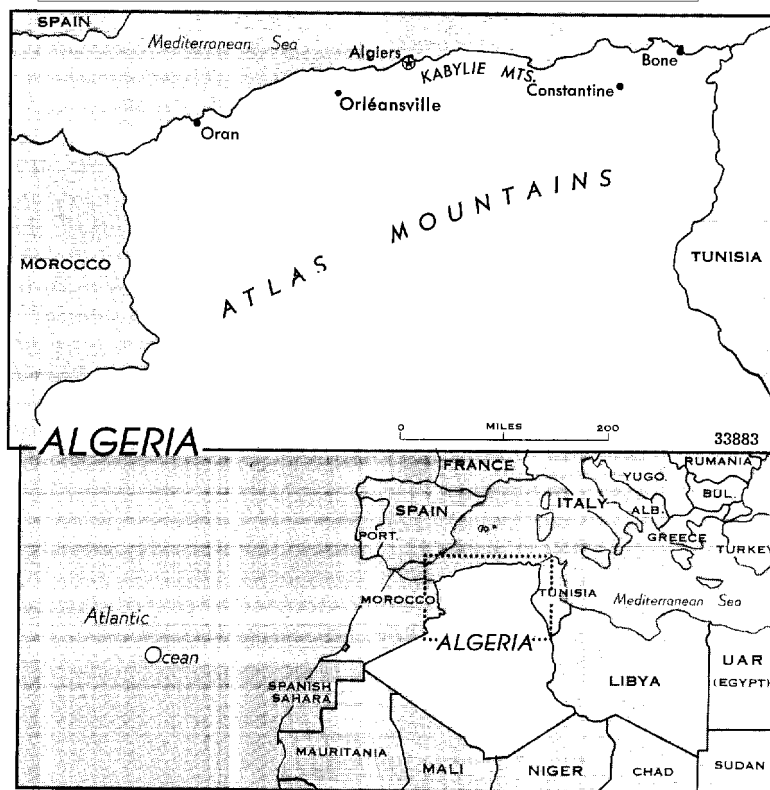 SPAIN
Mediterranean Sea
Algiers
KABYLIE MTS.
Bone
Constantine
Orléansville
Oran
ATLAS MOUNTAINS
MOROCCO
TUNISIA
ALGERIA
0 MILES 200
33883
FRANCE
RUMANIA
YUGO.
BUL.
SPAIN
ITALY
ALB.
PORT.
GREECE
TURKEY
MOROCCO
TUNISIA
Mediterranean Sea
Atlantic
Ocean
ALGERIA
SPANISH
SAHARA
LIBYA
UAR
(EGYPT)
MAURITANIA
MALI
NIGER
CHAD
SUDAN